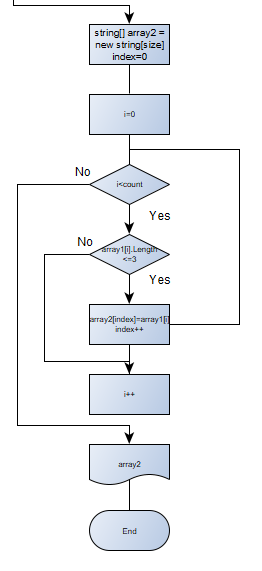 string[] array2 =
new string[size]
index=0
i=0
No
i<count
Yes
No
array1[i].Length
<=3
Yes
array2[index]=array1[i]
index++
i++
array2
End